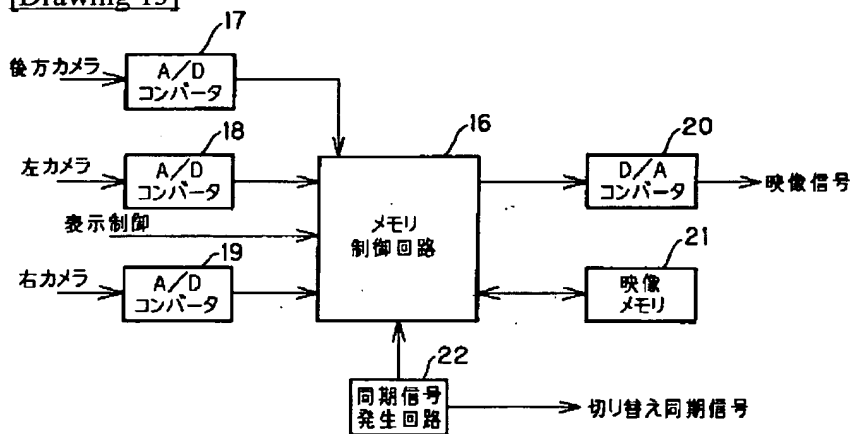 [Drawing 15]
17
後方カメラ
A/D
コンバータ
18
左カメラ
A/D
コンバータ
表示制御
19
右カメラ
A/D
コンバータ
16
メモリ
制御回路
20
D/A
コンバータ
映像信号
21
映像
メモリ
22
同期信号
発生回路
切り替え同期信号